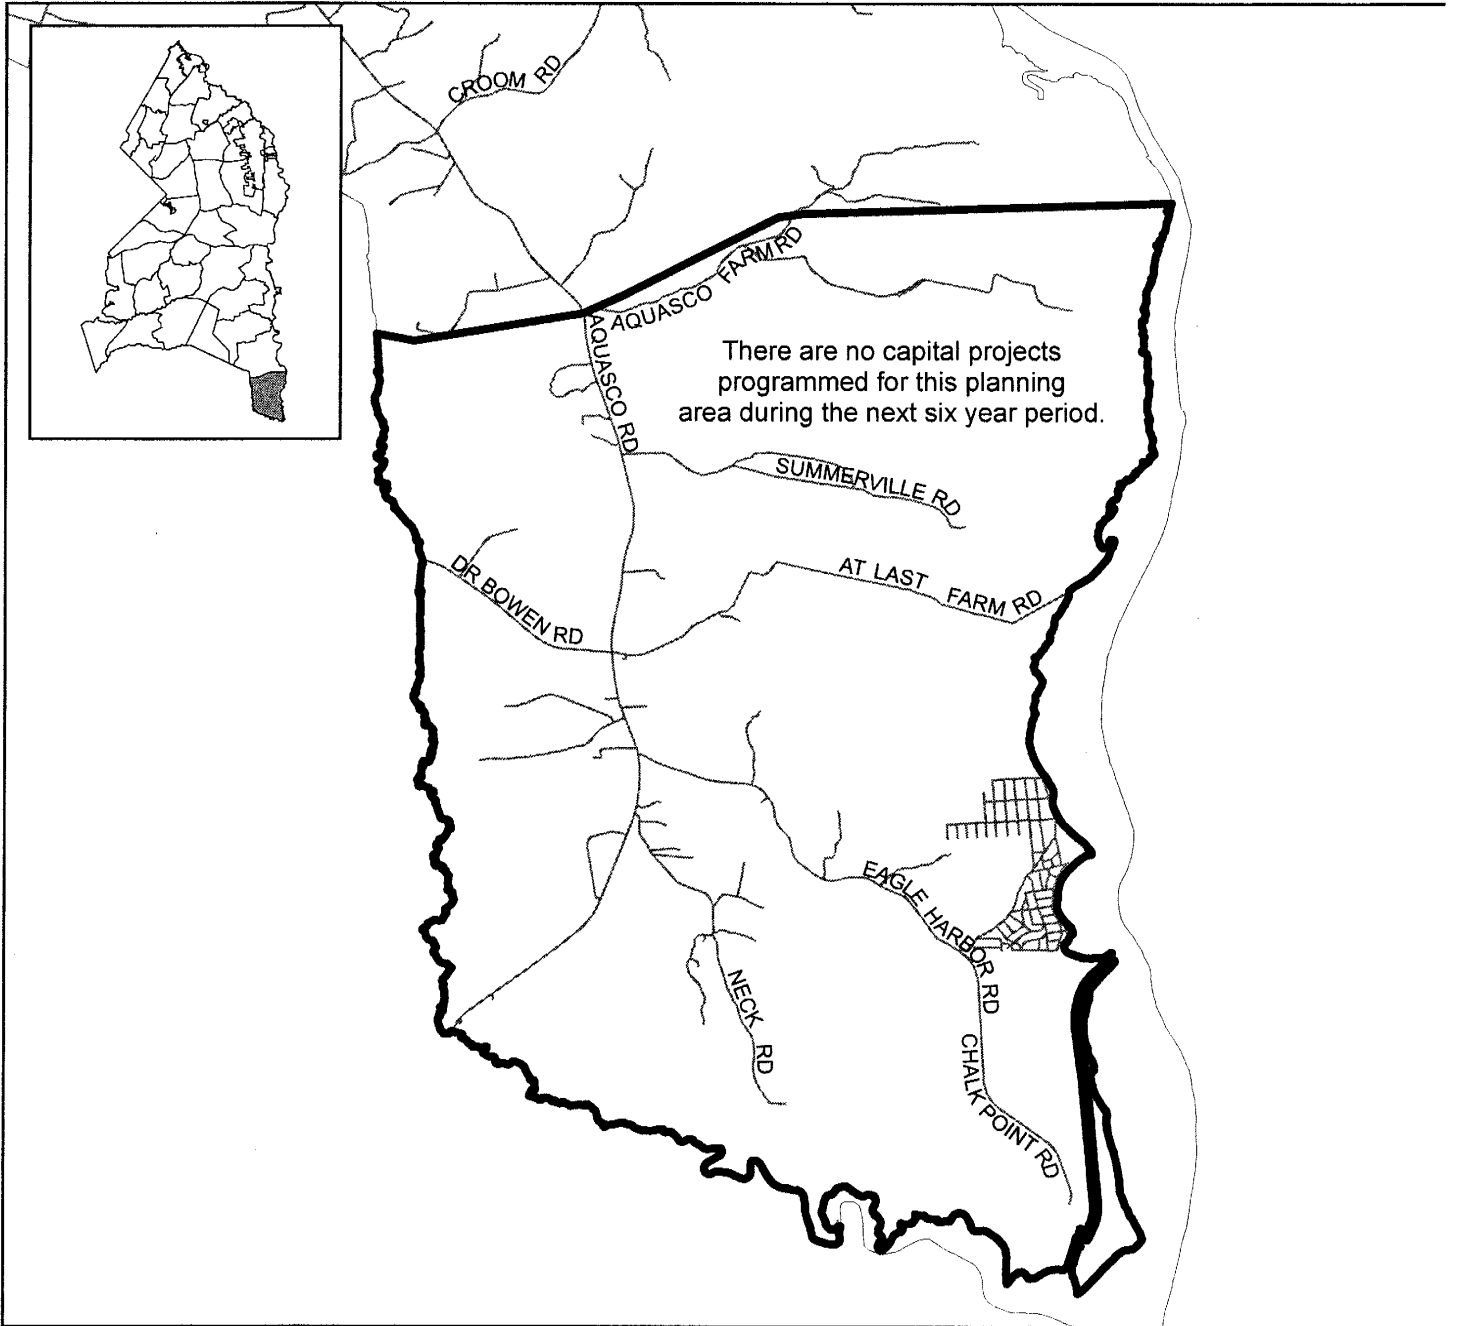 CROOM RD
AQUASCO FARM RD
AQUASCO RD
There are no capital projects
programmed for this planning
area during the next six year period.
SUMMERVILLE RD
AT LAST FARM RD
DR BOWEN RD
EAGLE HARBOR RD
NECK RD
CHALK POINT RD